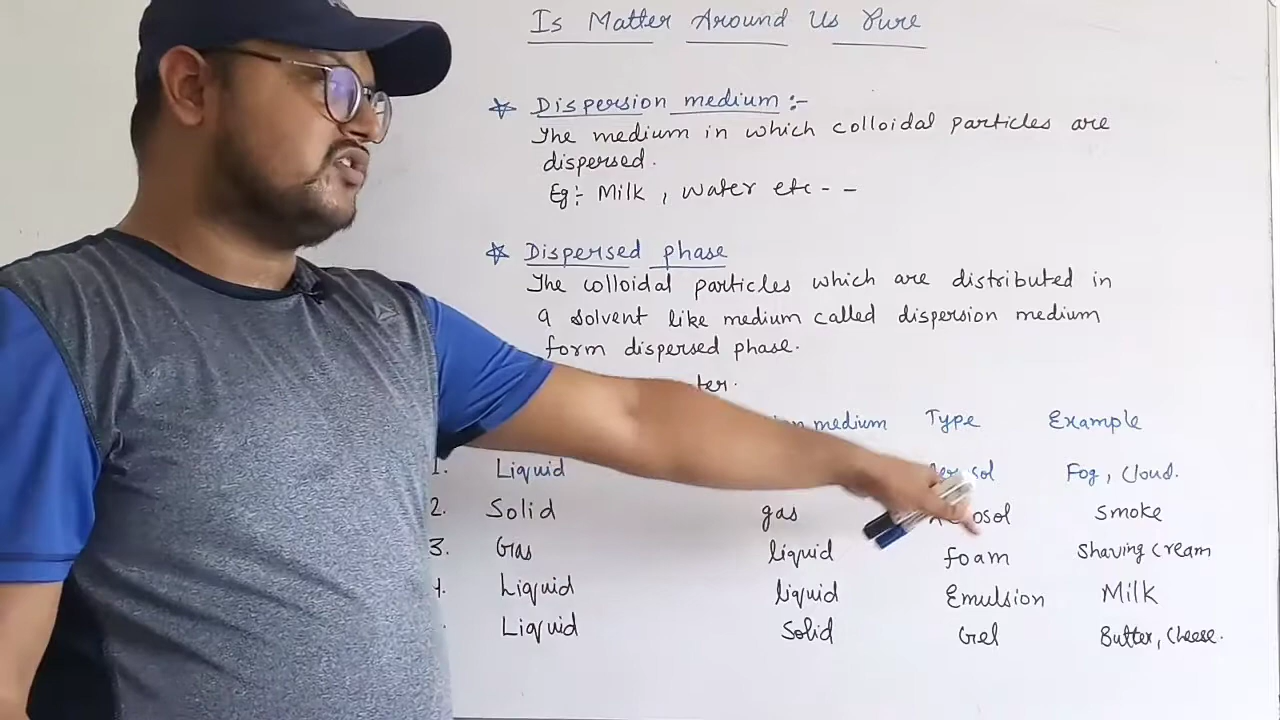 Is Matter Around Us Pure
Dispersion medium :-
The medium in which colloidal particles are
dispersed.
Eg:- Milk , water etc - -
Dispersed phase
The colloidal particles which are distributed in
a solvent like medium called dispersion medium
form dispersed phase.
medium Type Example
1. Liquid Fog, Cloud.
2. Solid gas Smoke
3. Gas liquid foam Shaving cream
4. Liquid liquid Emulsion Milk
Liquid Solid Gel Butter, Cheese.